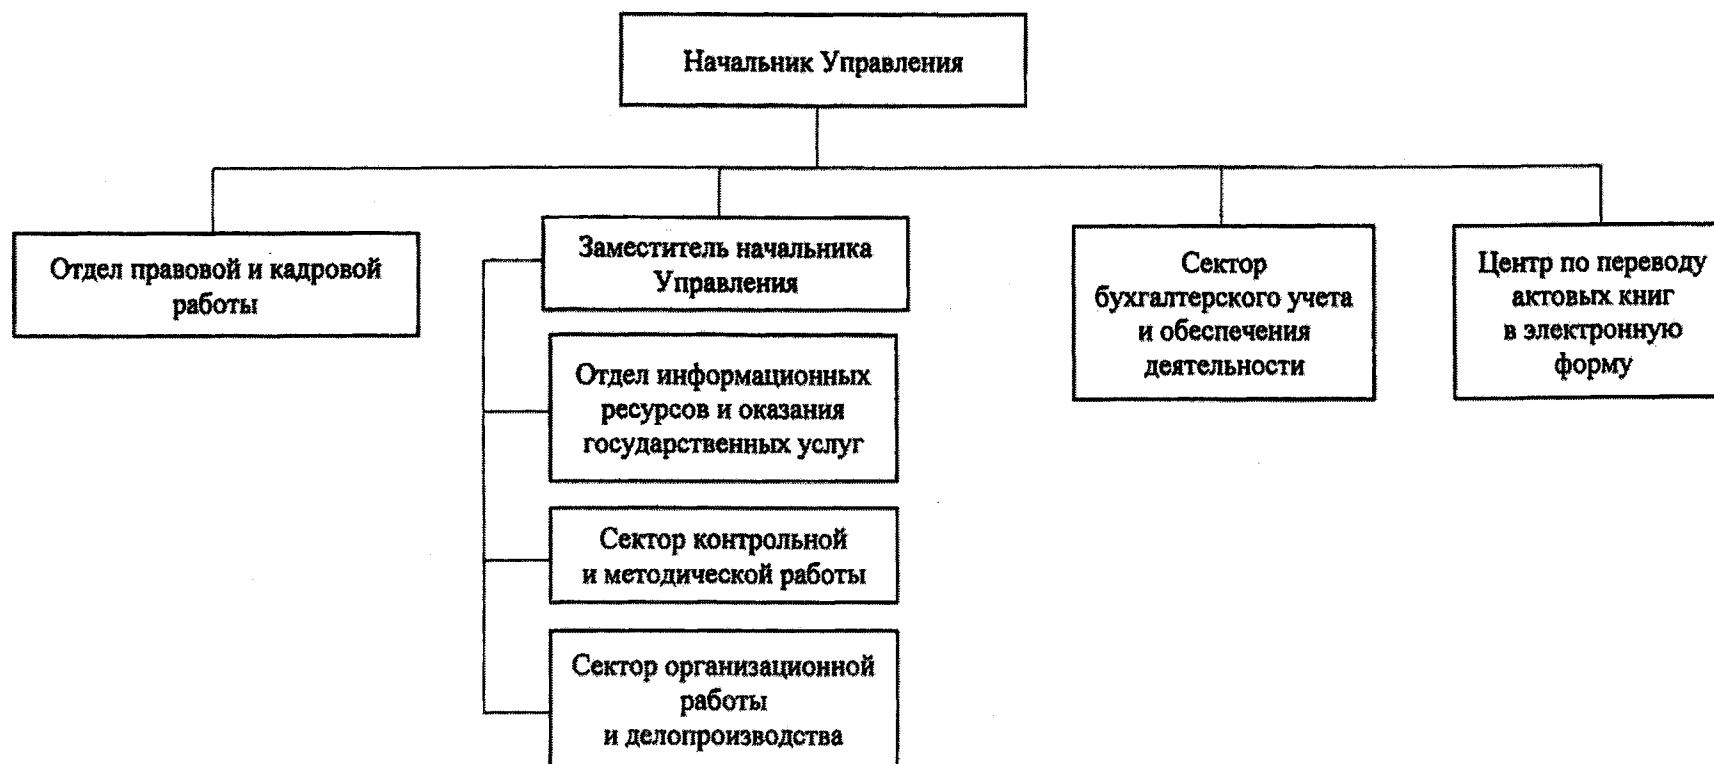 Начальник Управления
Отдел правовой и кадровой
работы
Заместитель начальника
Управления
Отдел информационных
ресурсов и оказания
государственных услуг
Сектор контрольной
и методической работы
Сектор организационной
работы
и делопроизводства
Сектор
бухгалтерского учета
и обеспечения
деятельности
Центр по переводу
актовых книг
в электронную
форму